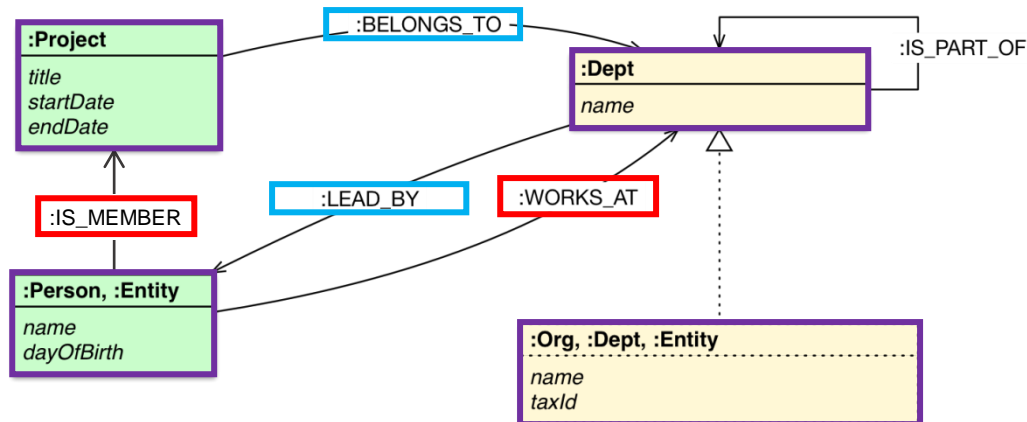 :BELONGS_TO
:Project
title
startDate
endDate
:Dept
name
:IS_PART_OF
:LEAD_BY
:WORKS_AT
:IS_MEMBER
:Person, :Entity
name
dayOfBirth
:Org, :Dept, :Entity
name
taxId